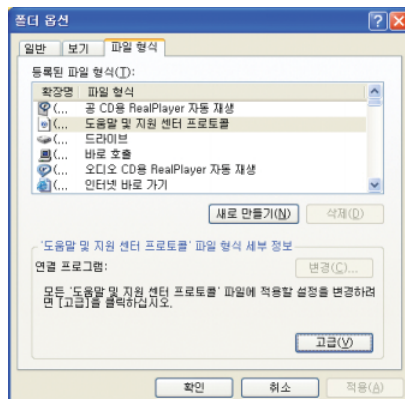 폴더 옵션
일반 보기 파일 형식
등록된 파일 형식(T):
확장명 파일 형식
(... 공 CD용 RealPlayer 자동 재생
(... 도움말 및 지원 센터 프로토콜
(... 드라이브
(... 바로 호출
(... 오디오 CD용 RealPlayer 자동 재생
(... 인터넷 바로 가기
새로 만들기(N) 삭제(D)
'도움말 및 지원 센터 프로토콜' 파일 형식 세부 정보
연결 프로그램: 변경(C)...
모든 '도움말 및 지원 센터 프로토콜' 파일에 적용할 설정를 변경하려
면 [고급]를 클릭하십시오.
고급(V)
확인 취소 적용(A)